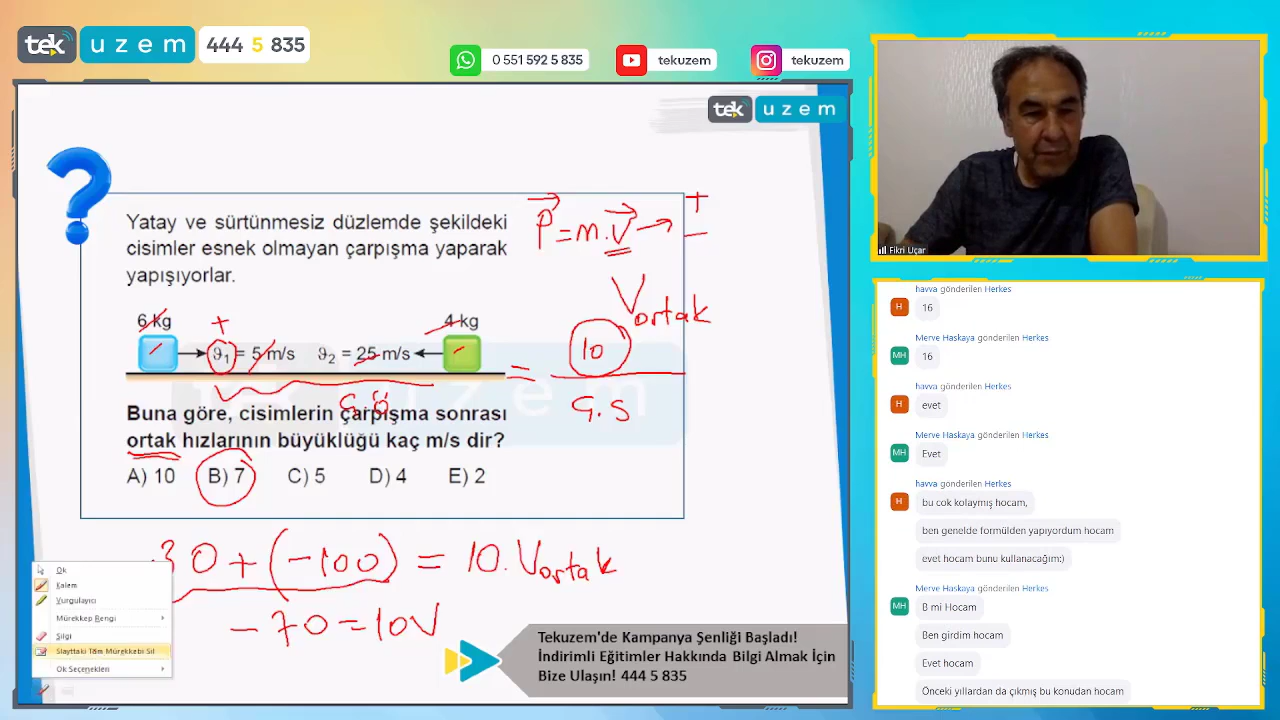 tek uzem 444 5 835
0 551 592 5 835 tekuzem tekuzem
tek uzem
Yatay ve sürtünmesiz düzlemde şekildeki
cisimler esnek olmayan çarpışma yaparak
yapışıyorlar.
P = m.V → +
−
Vortak
6 kg + 4 kg
ϑ1 = 5 m/s ϑ2 = 25 m/s
= 10
Ç.Ö Ç.S
Buna göre, cisimlerin çarpışma sonrası
ortak hızlarının büyüklüğü kaç m/s dir?
A) 10 B) 7 C) 5 D) 4 E) 2
30 + (−100) = 10. Vortak
−70 = 10V
Ok
Kalem
Vurgulayıcı
Mürekkep Rengi
Silgi
Slayttaki Tüm Mürekkebi Sil
Ok Seçenekleri
Tekuzem'de Kampanya Şenliği Başladı!
İndirimli Eğitimler Hakkında Bilgi Almak İçin
Bize Ulaşın! 444 5 835
Fikri Uçar
havva gönderilen Herkes
H 16
Merve Haskaya gönderilen Herkes
MH 16
havva gönderilen Herkes
H evet
Merve Haskaya gönderilen Herkes
MH Evet
havva gönderilen Herkes
H bu cok kolaymış hocam,
ben genelde formülden yapıyordum hocam
evet hocam bunu kullanacağım:)
Merve Haskaya gönderilen Herkes
MH B mi Hocam
Ben girdim hocam
Evet hocam
Önceki yıllardan da çıkmış bu konudan hocam